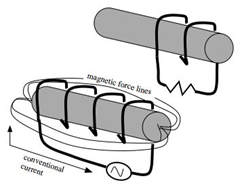 magnetic force lines
conventional
current